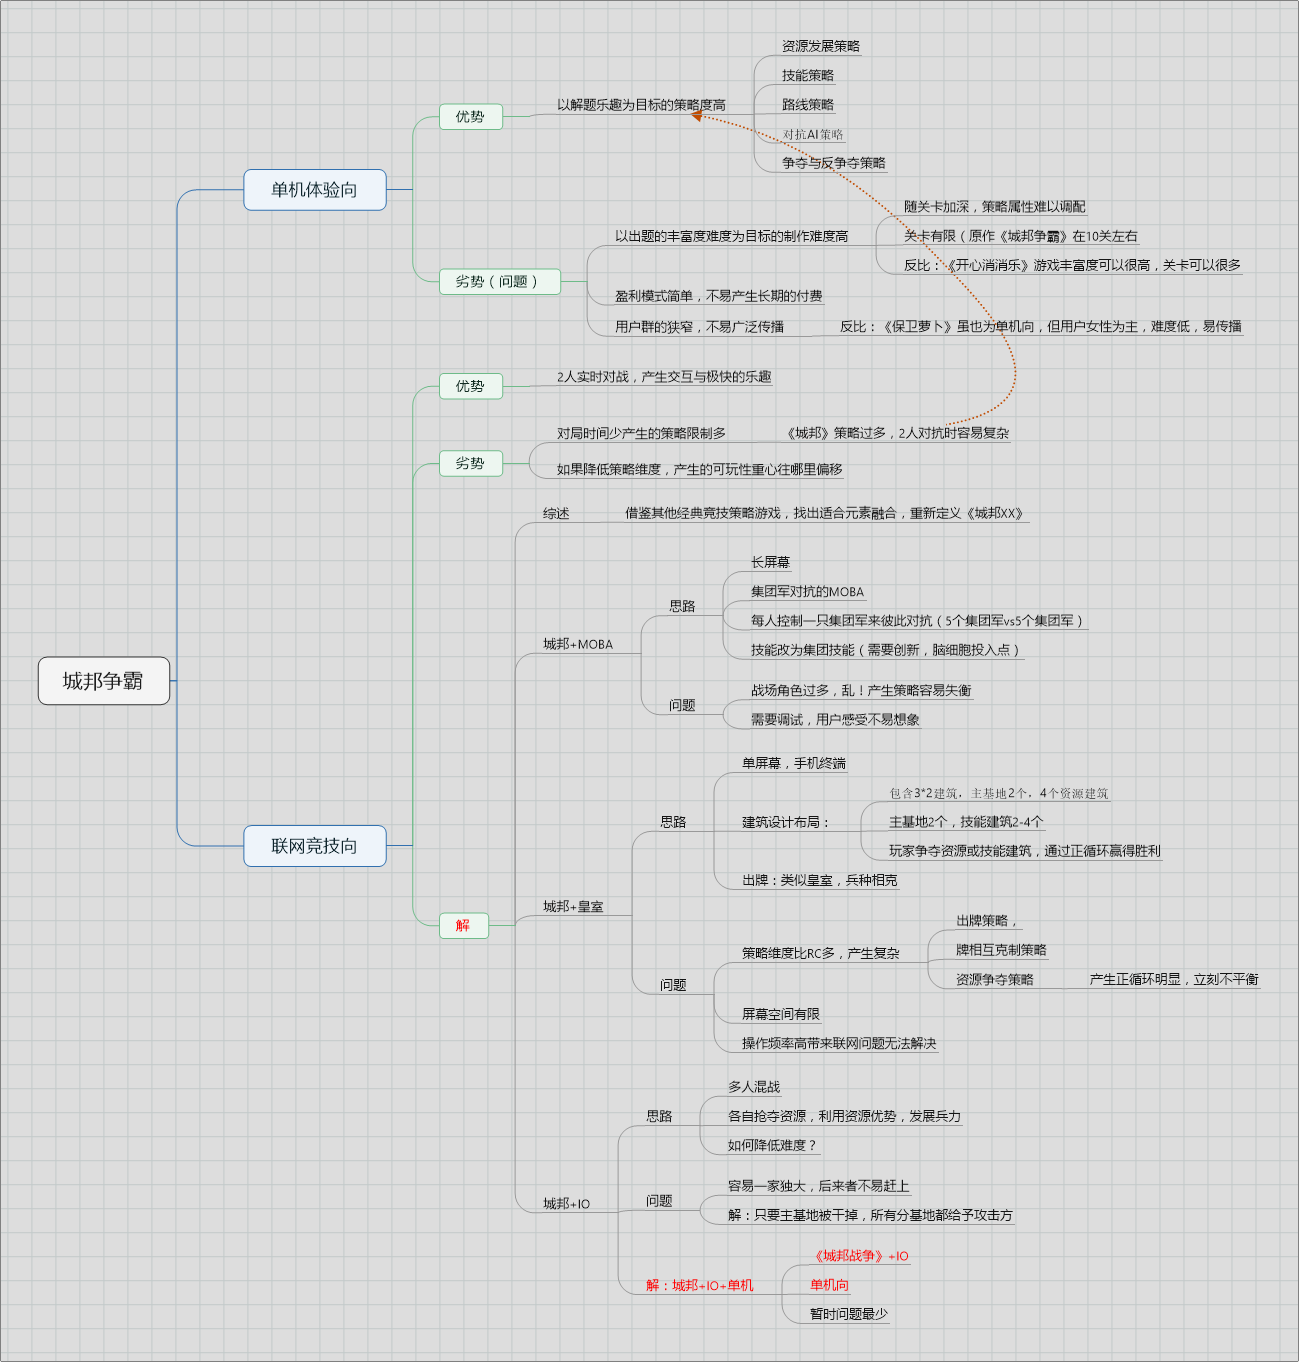 城邦争霸
单机体验向
优势
以解题乐趣为目标的策略度高
资源发展策略
技能策略
路线策略
对抗AI策略
争夺与反争夺策略
劣势（问题）
以出题的丰富度难度为目标的制作难度高
随关卡加深，策略属性难以调配
关卡有限（原作《城邦争霸》在10关左右
反比：《开心消消乐》游戏丰富度可以很高，关卡可以很多
盈利模式简单，不易产生长期的付费
用户群的狭窄，不易广泛传播
反比：《保卫萝卜》虽也为单机向，但用户女性为主，难度低，易传播
联网竞技向
优势
2人实时对战，产生交互与极快的乐趣
劣势
对局时间少产生的策略限制多
《城邦》策略过多，2人对抗时容易复杂
如果降低策略维度，产生的可玩性重心往哪里偏移
解
综述
借鉴其他经典竞技策略游戏，找出适合元素融合，重新定义《城邦XX》
城邦+MOBA
思路
长屏幕
集团军对抗的MOBA
每人控制一只集团军来彼此对抗（5个集团军vs5个集团军）
技能改为集团技能（需要创新，脑细胞投入点）
问题
战场角色过多，乱！产生策略容易失衡
需要调试，用户感受不易想象
城邦+皇室
思路
单屏幕，手机终端
建筑设计布局：
包含3*2建筑，主基地2个，4个资源建筑
主基地2个，技能建筑2-4个
玩家争夺资源或技能建筑，通过正循环赢得胜利
出牌：类似皇室，兵种相克
问题
策略维度比RC多，产生复杂
出牌策略，
牌相互克制策略
资源争夺策略
产生正循环明显，立刻不平衡
屏幕空间有限
操作频率高带来联网问题无法解决
城邦+IO
思路
多人混战
各自抢夺资源，利用资源优势，发展兵力
如何降低难度？
问题
容易一家独大，后来者不易赶上
解：只要主基地被干掉，所有分基地都给予攻击方
解：城邦+IO+单机
《城邦战争》+IO
单机向
暂时问题最少